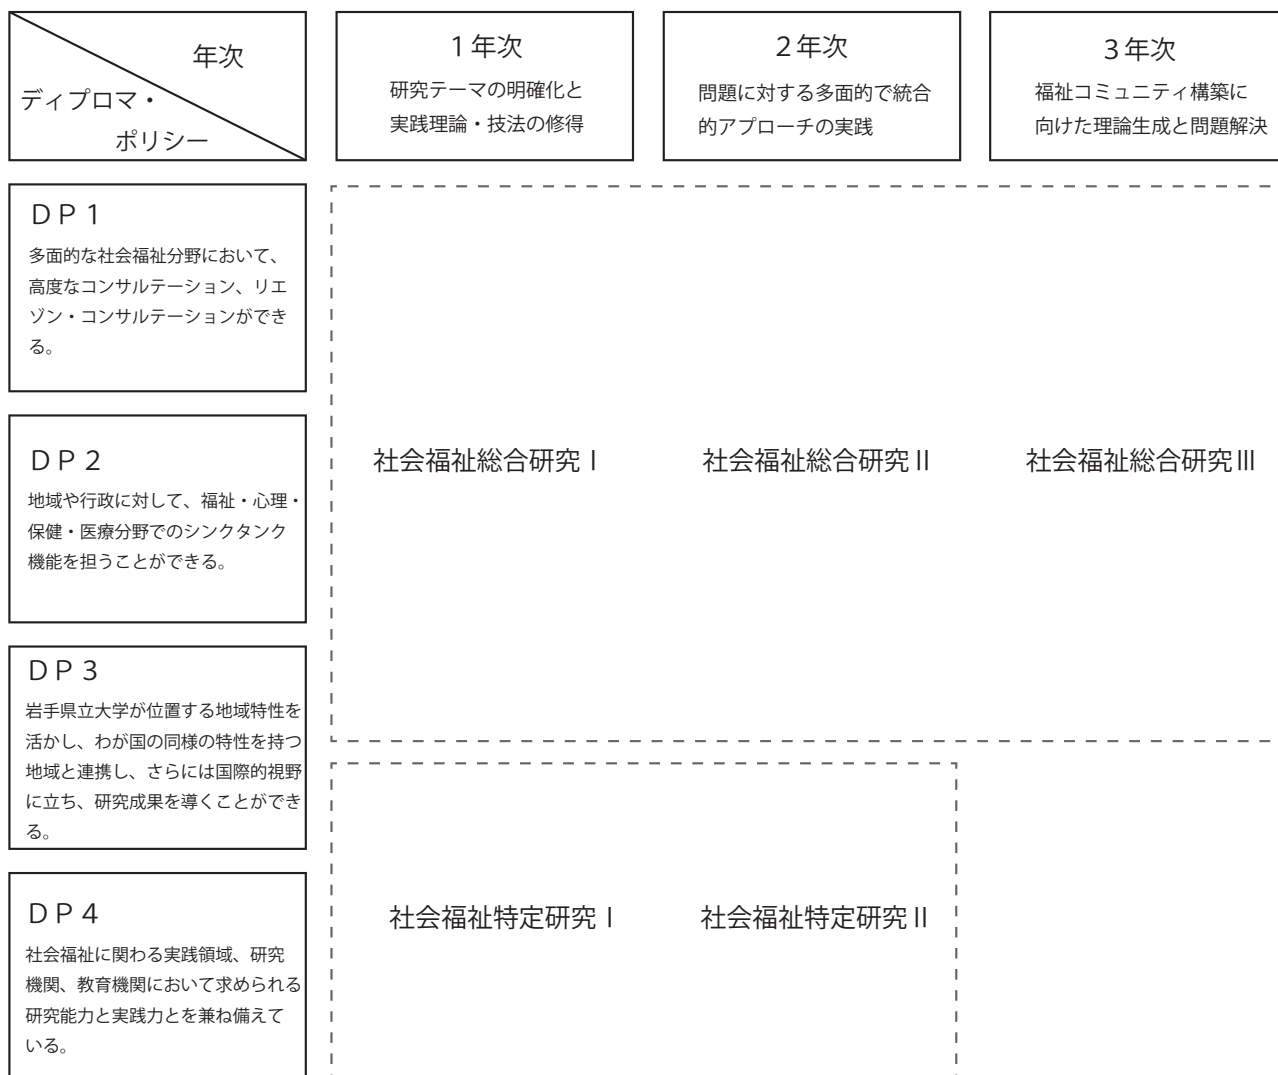 年次
ディプロマ・
ポリシー
1年次
研究テーマの明確化と
実践理論・技法の修得
2年次
問題に対する多面的で統合
的アプローチの実践
3年次
福祉コミュニティ構築に
向けた理論生成と問題解決
DP1
多面的な社会福祉分野において、
高度なコンサルテーション、リエ
ゾン・コンサルテーションができ
る。
DP2
地域や行政に対して、福祉・心理・
保健・医療分野でのシンクタンク
機能を担うことができる。
社会福祉総合研究Ⅰ
社会福祉総合研究Ⅱ
社会福祉総合研究Ⅲ
DP3
岩手県立大学が位置する地域特性を
活かし、わが国の同様の特性を持つ
地域と連携し、さらには国際的視野
に立ち、研究成果を導くことができ
る。
DP4
社会福祉に関わる実践領域、研究
機関、教育機関において求められる
研究能力と実践力とを兼ね備えて
いる。
社会福祉特定研究Ⅰ
社会福祉特定研究Ⅱ